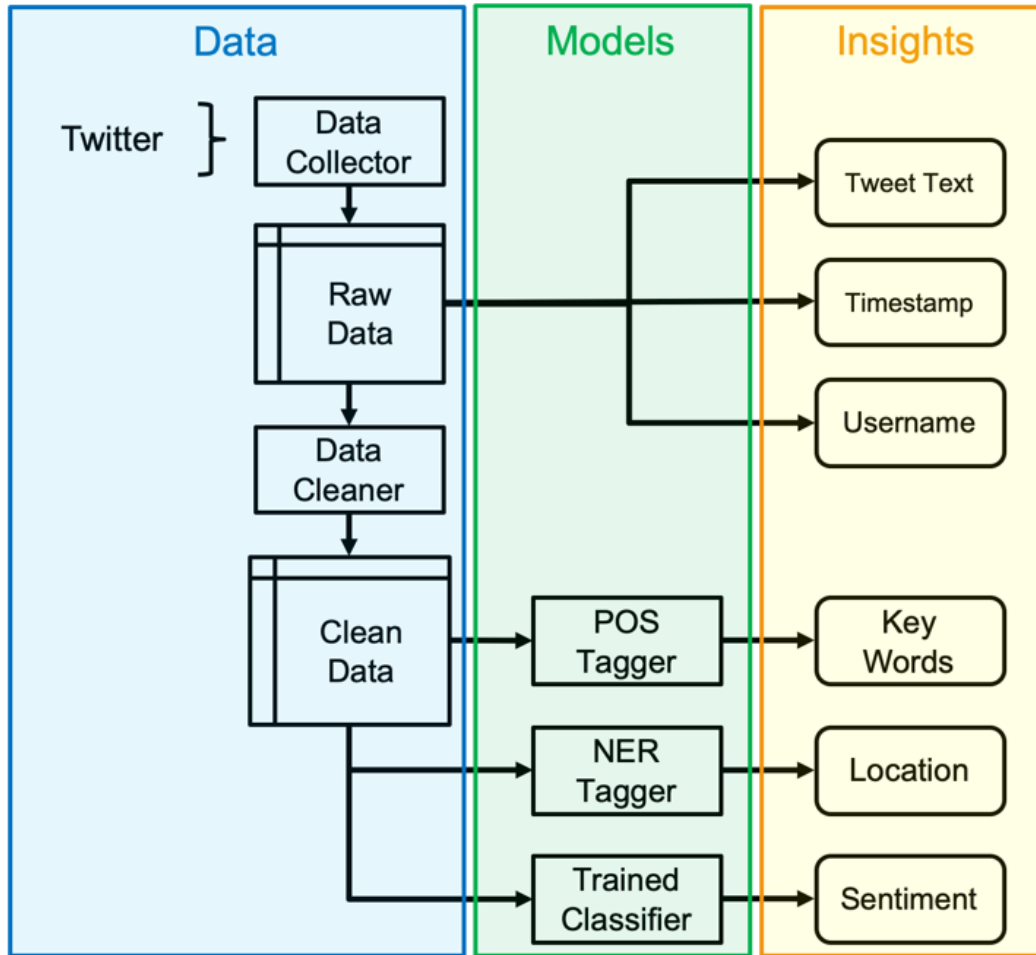 Data
Models
Insights
Twitter
Data
Collector
Tweet Text
Raw
Data
Timestamp
Username
Data
Cleaner
Clean
Data
POS
Tagger
Key
Words
NER
Tagger
Location
Trained
Classifier
Sentiment